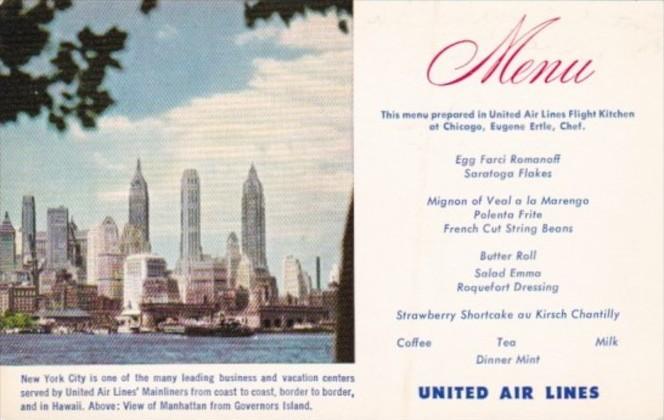 Menu
This menu prepared in United Air Lines Flight Kitchen
at Chicago, Eugene Ertle, Chef.
Egg Farci Romanoff
Saratoga Flakes
Mignon of Veal a la Marengo
Polenta Frite
French Cut String Beans
Butter Roll
Salad Emma
Roquefort Dressing
Strawberry Shortcake au Kirsch Chantilly
Coffee Tea Milk
Dinner Mint
UNITED AIR LINES
New York City is one of the many leading business and vacation centers
served by United Air Lines' Mainliners from coast to coast, border to border,
and in Hawaii. Above: View of Manhattan from Governors Island.